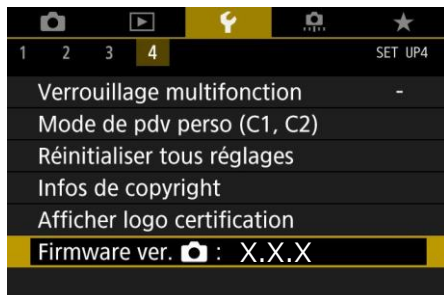 1 2 3 4 SET UP4
Verrouillage multifonction -
Mode de pdv perso (C1, C2)
Réinitialiser tous réglages
Infos de copyright
Afficher logo certification
Firmware ver. : X.X.X